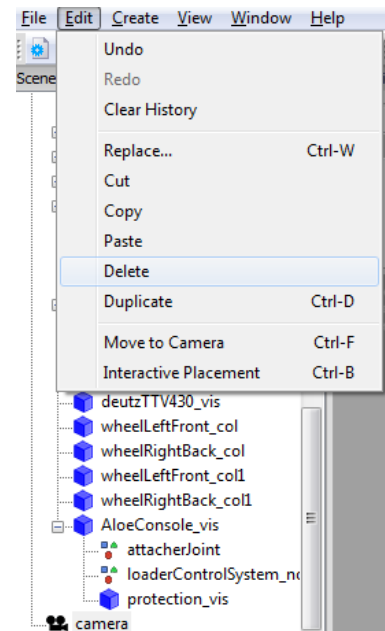 File Edit Create View Window Help
Scene
Undo
Redo
Clear History
Replace... Ctrl-W
Cut
Copy
Paste
Delete
Duplicate Ctrl-D
Move to Camera Ctrl-F
Interactive Placement Ctrl-B
deutzTTV430_vis
wheelLeftFront_col
wheelRightBack_col
wheelLeftFront_col1
wheelRightBack_col1
AloeConsole_vis
attacherJoint
loaderControlSystem_no
protection_vis
camera